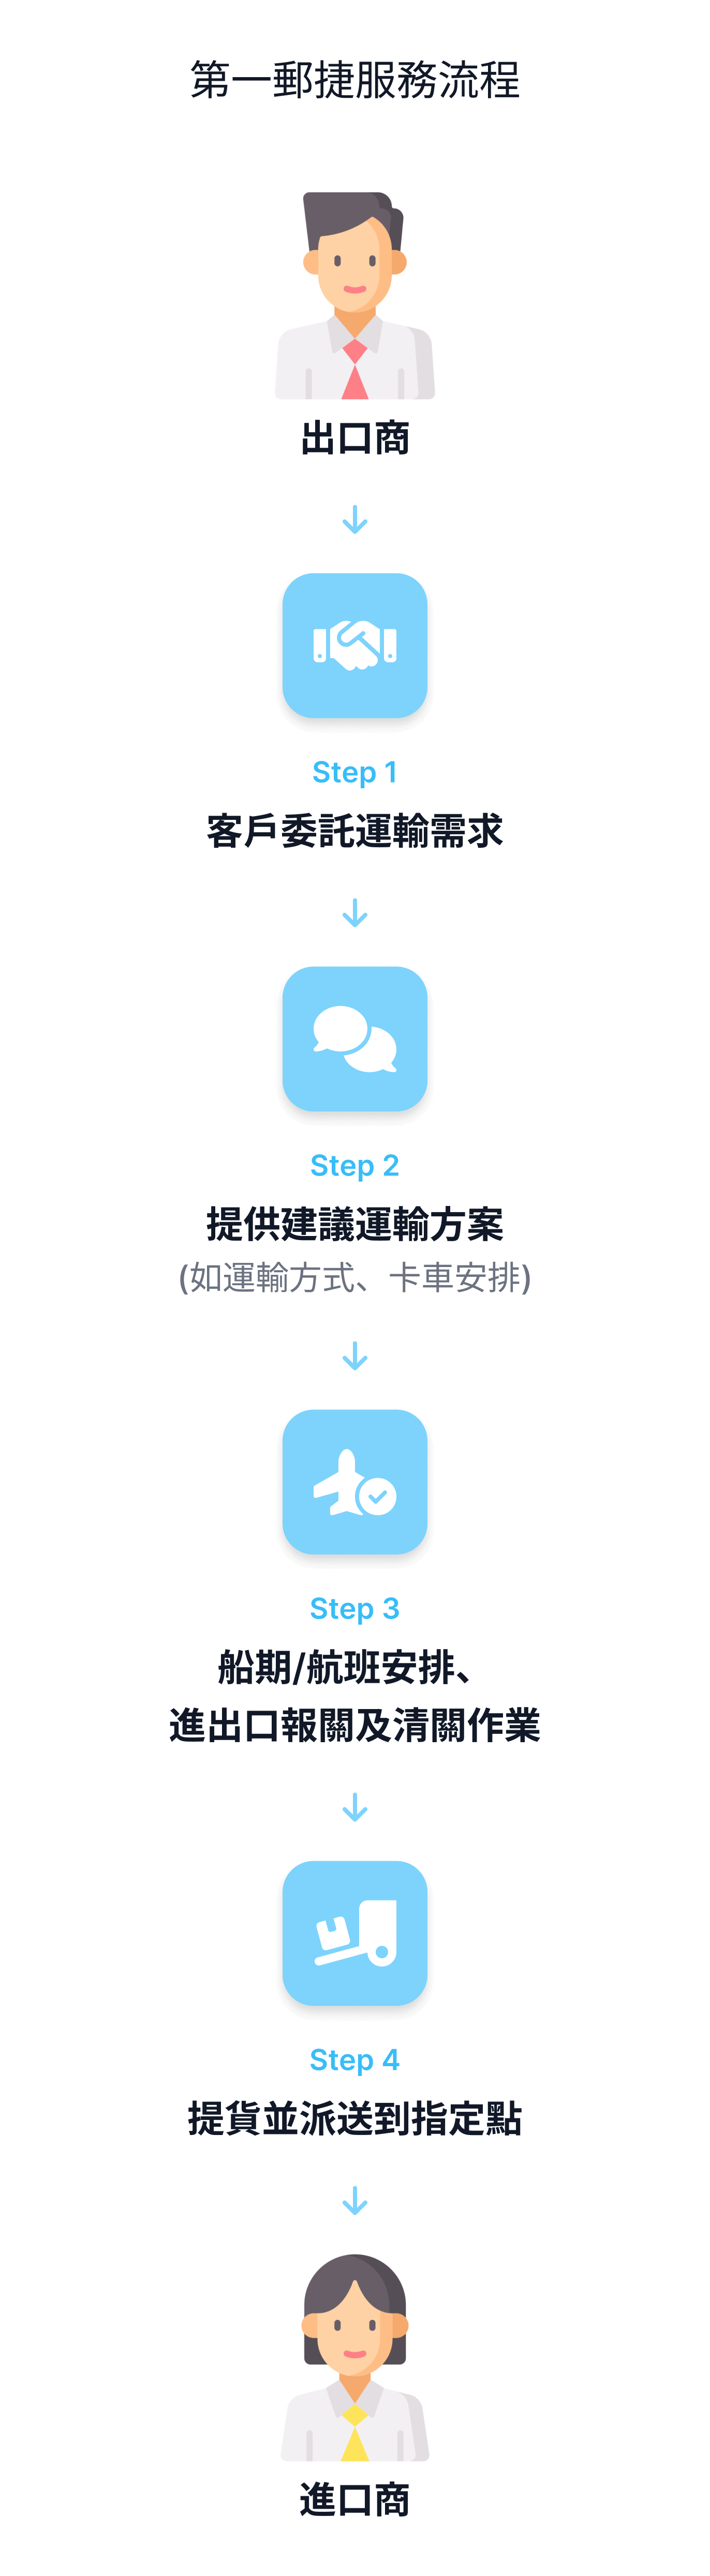 第一郵捷服務流程
出口商
Step 1
客戶委託運輸需求
Step 2
提供建議運輸方案
(如運輸方式、卡車安排)
Step 3
船期/航班安排、
進出口報關及清關作業
Step 4
提貨並派送到指定點
進口商